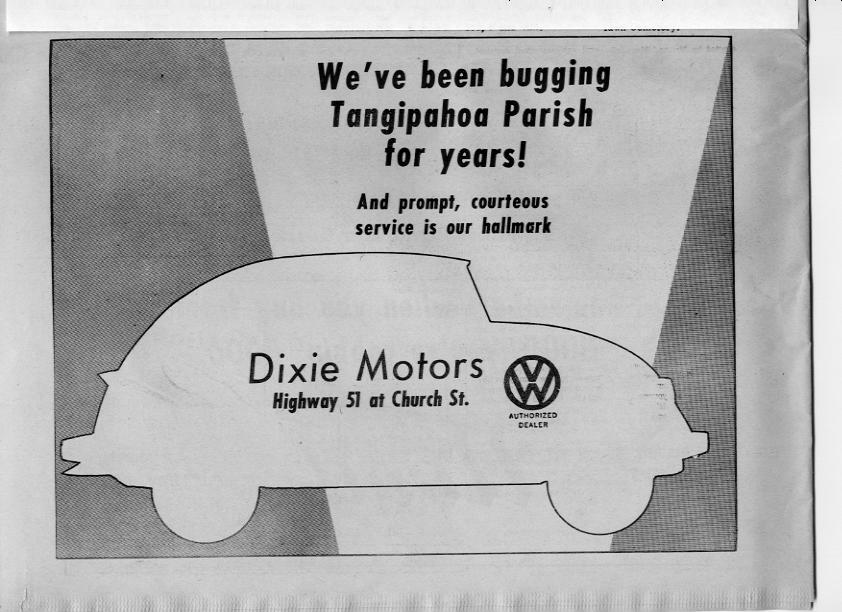 We've been bugging
Tangipahoa Parish
for years!
And prompt, courteous
service is our hallmark
Dixie Motors
Highway 51 at Church St.
VW
AUTHORIZED
DEALER